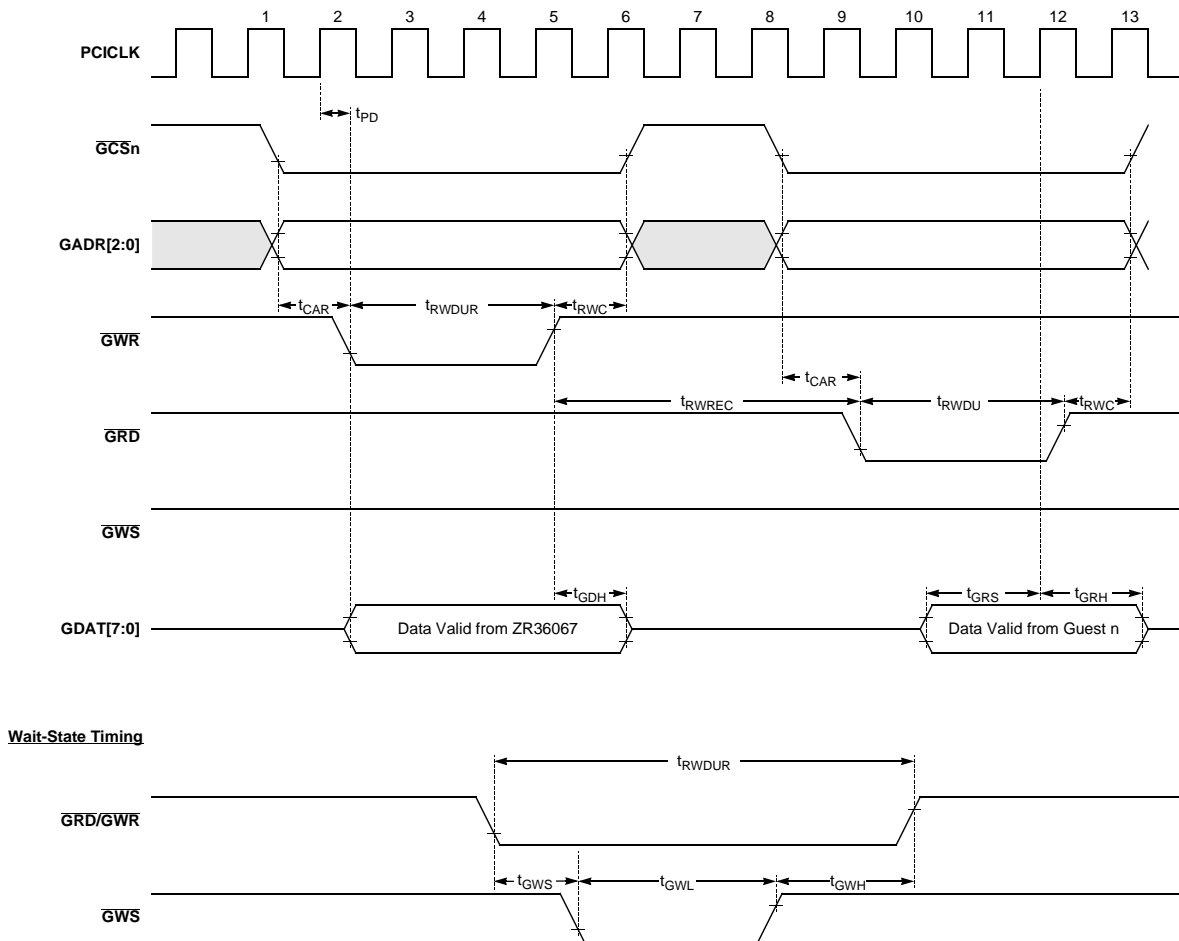 1 2 3 4 5 6 7 8 9 10 11 12 13
PCICLK
tPD
GCSn
GADR[2:0]
tCAR tRWDUR tRWC
GWR
tCAR
tRWREC tRWDU tRWC
GRD
GWS
tGDH tGRS tGRH
GDAT[7:0] Data Valid from ZR36067 Data Valid from Guest n
Wait-State Timing
tRWDUR
GRD/GWR
tGWS tGWL tGWH
GWS